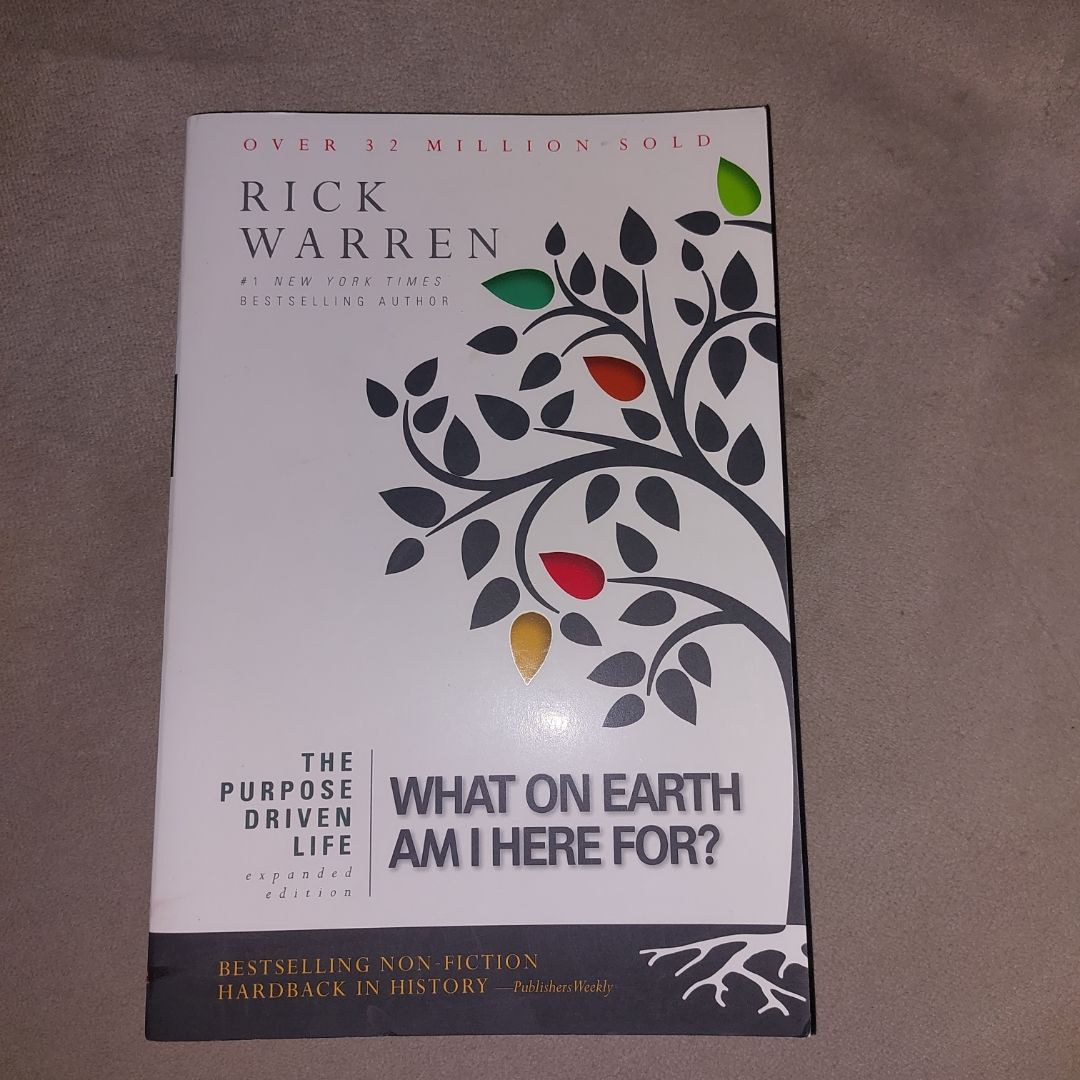 OVER 32 MILLION SOLD
RICK
WARREN
#1 NEW YORK TIMES
BESTSELLING AUTHOR
THE
PURPOSE
DRIVEN
LIFE
expanded
edition
WHAT ON EARTH
AM I HERE FOR?
BESTSELLING NON-FICTION
HARDBACK IN HISTORY —Publishers Weekly